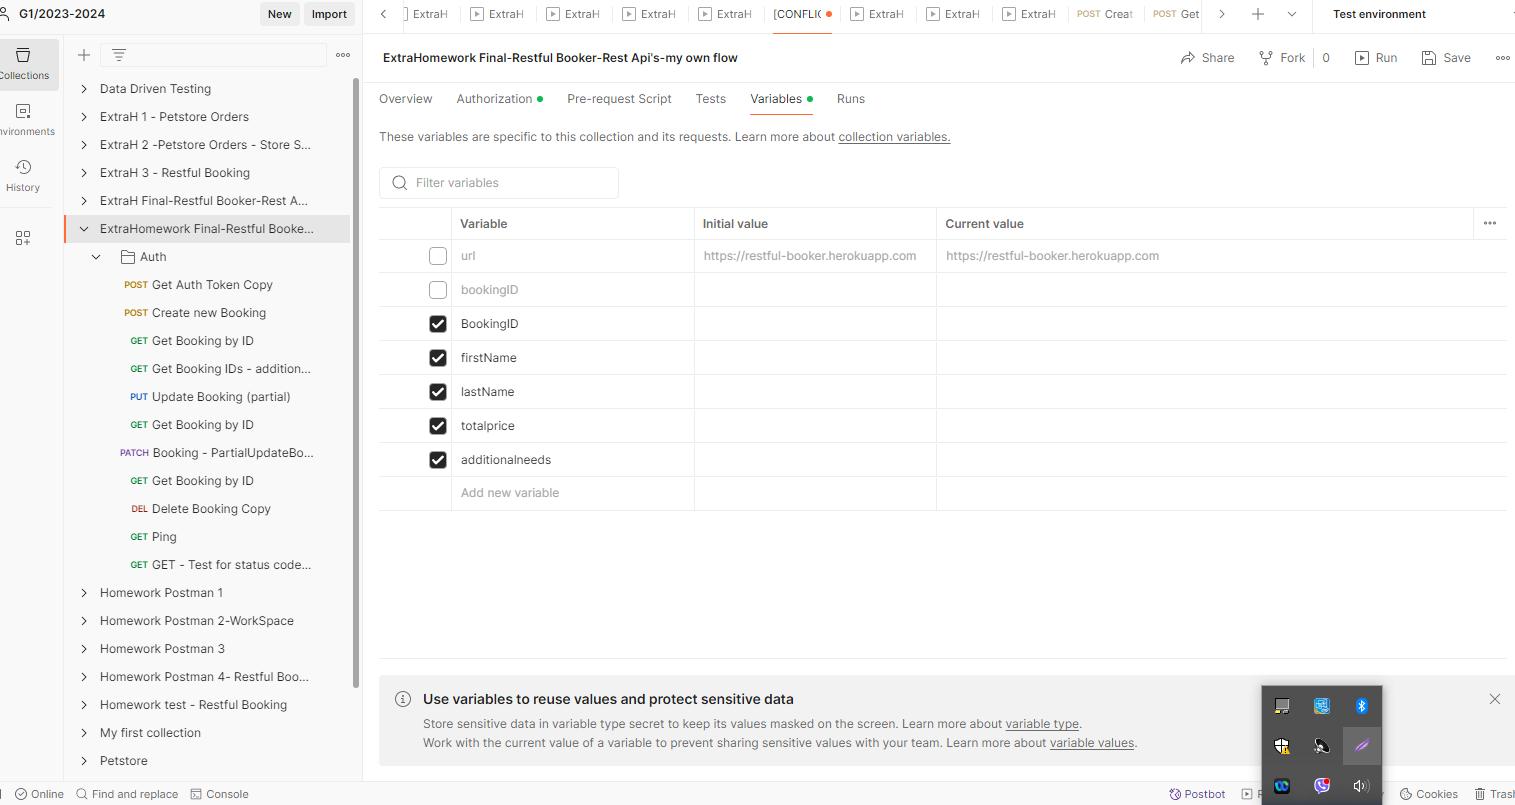 G1/2023-2024
New
Import
ExtraH
ExtraH
ExtraH
ExtraH
ExtraH
[CONFLIC
ExtraH
ExtraH
ExtraH
POST Creat
POST Get
Test environment
Collections
nvironments
History
Data Driven Testing
ExtraH 1 - Petstore Orders
ExtraH 2 -Petstore Orders - Store S...
ExtraH 3 - Restful Booking
ExtraH Final-Restful Booker-Rest A...
ExtraHomework Final-Restful Booke...
Auth
POST Get Auth Token Copy
POST Create new Booking
GET Get Booking by ID
GET Get Booking IDs - addition...
PUT Update Booking (partial)
GET Get Booking by ID
PATCH Booking - PartialUpdateBo...
GET Get Booking by ID
DEL Delete Booking Copy
GET Ping
GET GET - Test for status code...
Homework Postman 1
Homework Postman 2-WorkSpace
Homework Postman 3
Homework Postman 4- Restful Boo...
Homework test - Restful Booking
My first collection
Petstore
ExtraHomework Final-Restful Booker-Rest Api's-my own flow
Share
Fork 0
Run
Save
Overview
Authorization
Pre-request Script
Tests
Variables
Runs
These variables are specific to this collection and its requests. Learn more about collection variables.
Filter variables
Variable Initial value Current value
url https://restful-booker.herokuapp.com https://restful-booker.herokuapp.com
bookingID
BookingID
firstName
lastName
totalprice
additionalneeds
Add new variable
Use variables to reuse values and protect sensitive data
Store sensitive data in variable type secret to keep its values masked on the screen. Learn more about variable type.
Work with the current value of a variable to prevent sharing sensitive values with your team. Learn more about variable values.
Online
Find and replace
Console
Postbot
Cookies
Trash